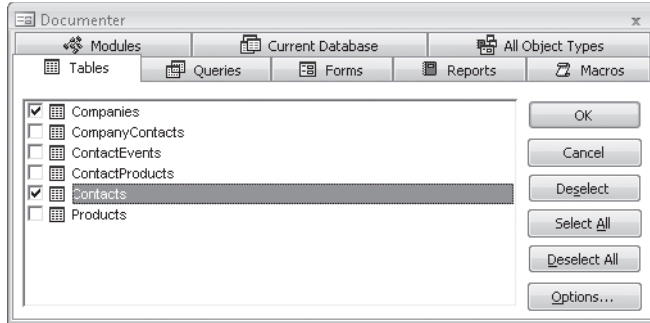 Documenter
x
Modules
Current Database
All Object Types
Tables
Queries
Forms
Reports
Macros
Companies
CompanyContacts
ContactEvents
ContactProducts
Contacts
Products
OK
Cancel
Deselect
Select All
Deselect All
Options...